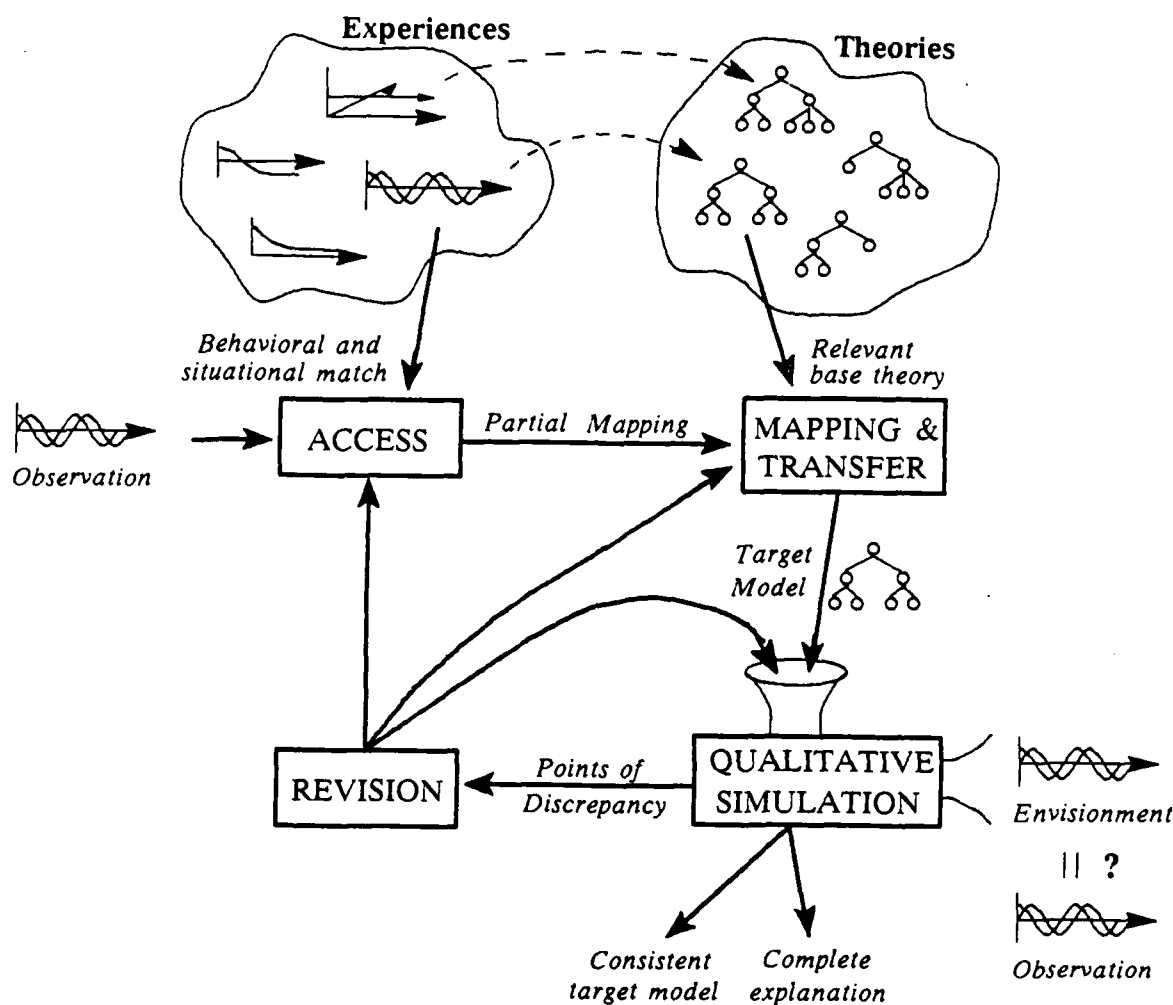 Experiences
Theories
Behavioral and
situational match
Relevant
base theory
Observation
ACCESS
Partial Mapping
MAPPING &
TRANSFER
Target
Model
REVISION
Points of
Discrepancy
QUALITATIVE
SIMULATION
Envisionment
|| ?
Observation
Consistent
target model
Complete
explanation